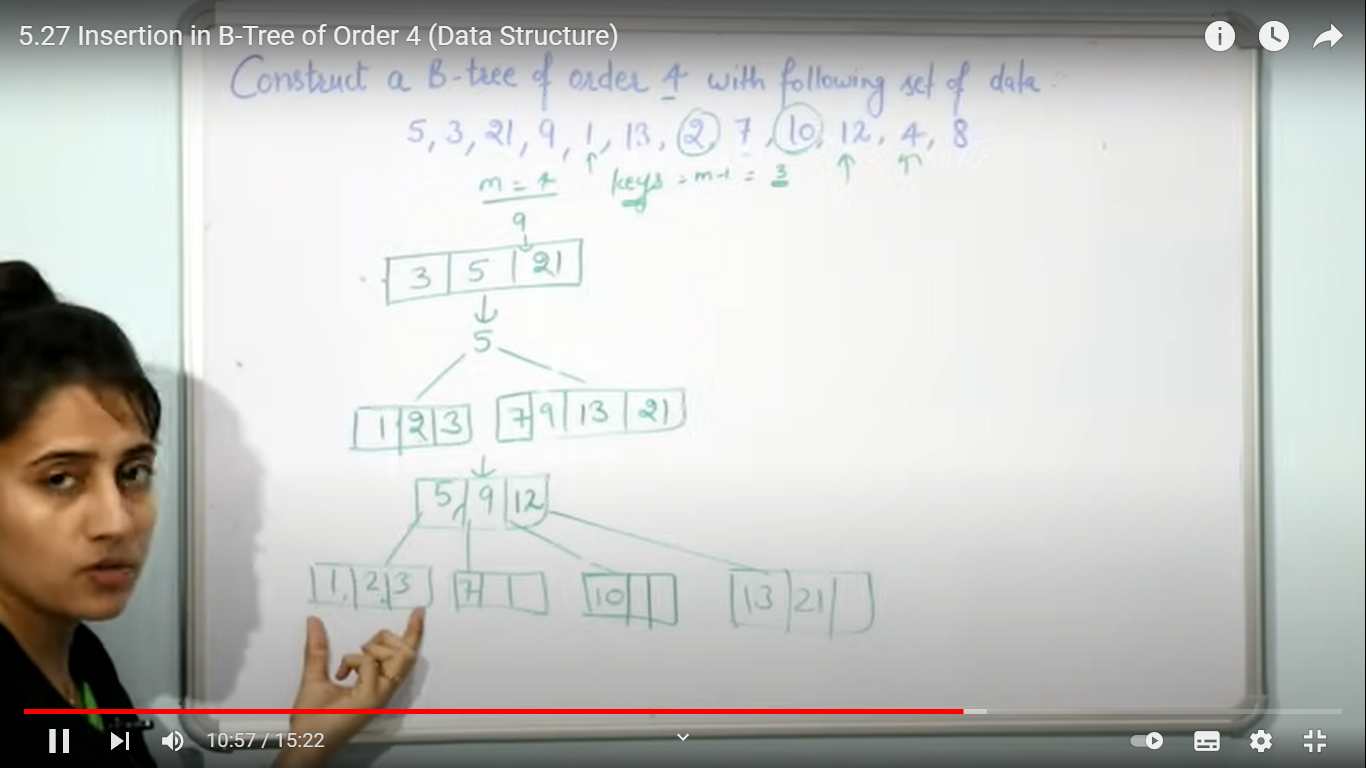 5.27 Insertion in B-Tree of Order 4 (Data Structure)
Construct a B-tree of order 4 with following set of data :-
5, 3, 21, 9, 1, 13, 2, 7, 10, 12, 4, 8
m = 4 keys = m-1 = 3
9
3 5 21
5
1 2 3 7 9 13 21
5, 9 12
1, 2, 3 7 10 13 21
10:57 / 15:22